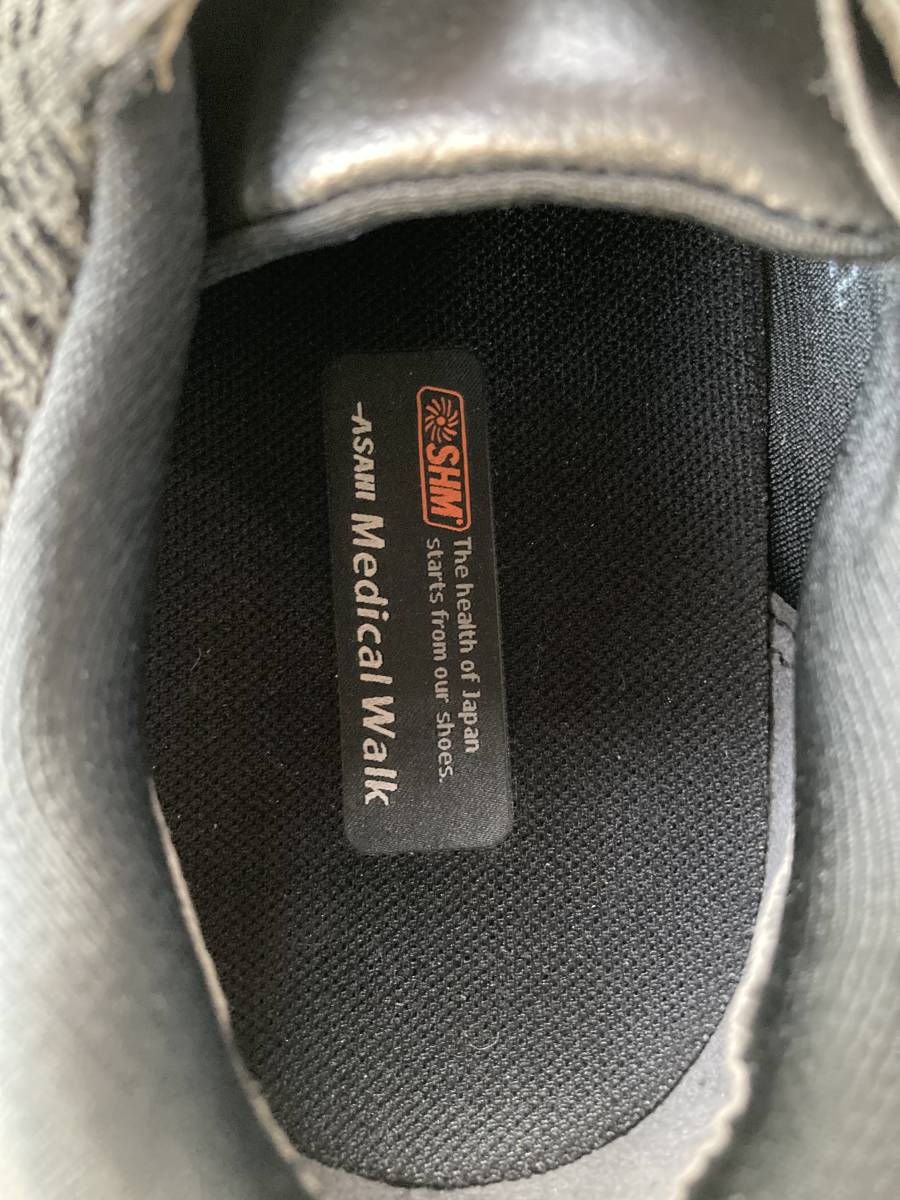 SHM
The health of Japan
starts from our shoes.
ASAHI Medical Walk